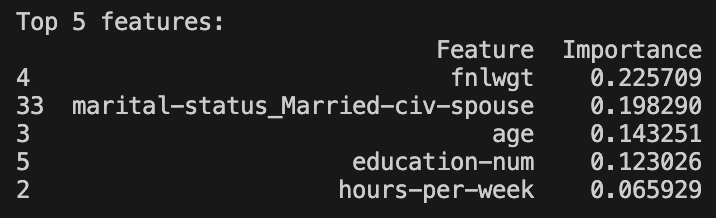 Top 5 features:
Feature Importance
4 fnlwgt 0.225709
33 marital-status_Married-civ-spouse 0.198290
3 age 0.143251
5 education-num 0.123026
2 hours-per-week 0.065929